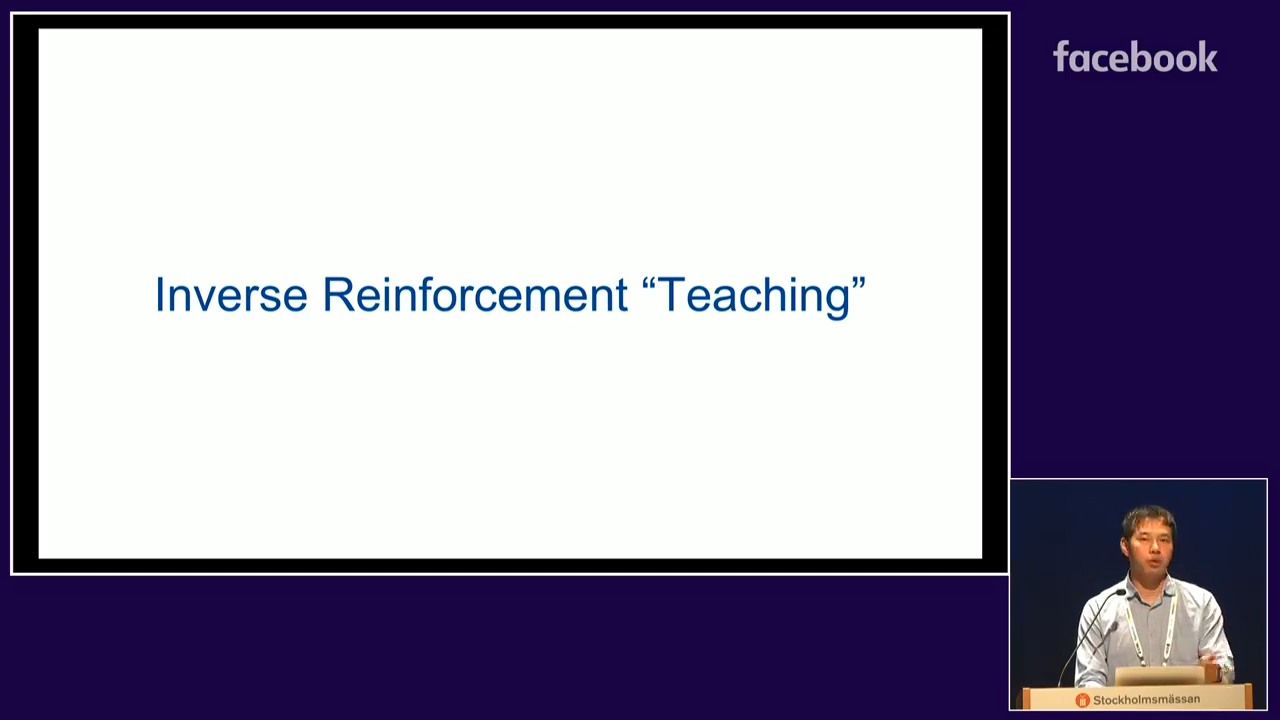 facebook
Inverse Reinforcement “Teaching”
Stockholmsmässan